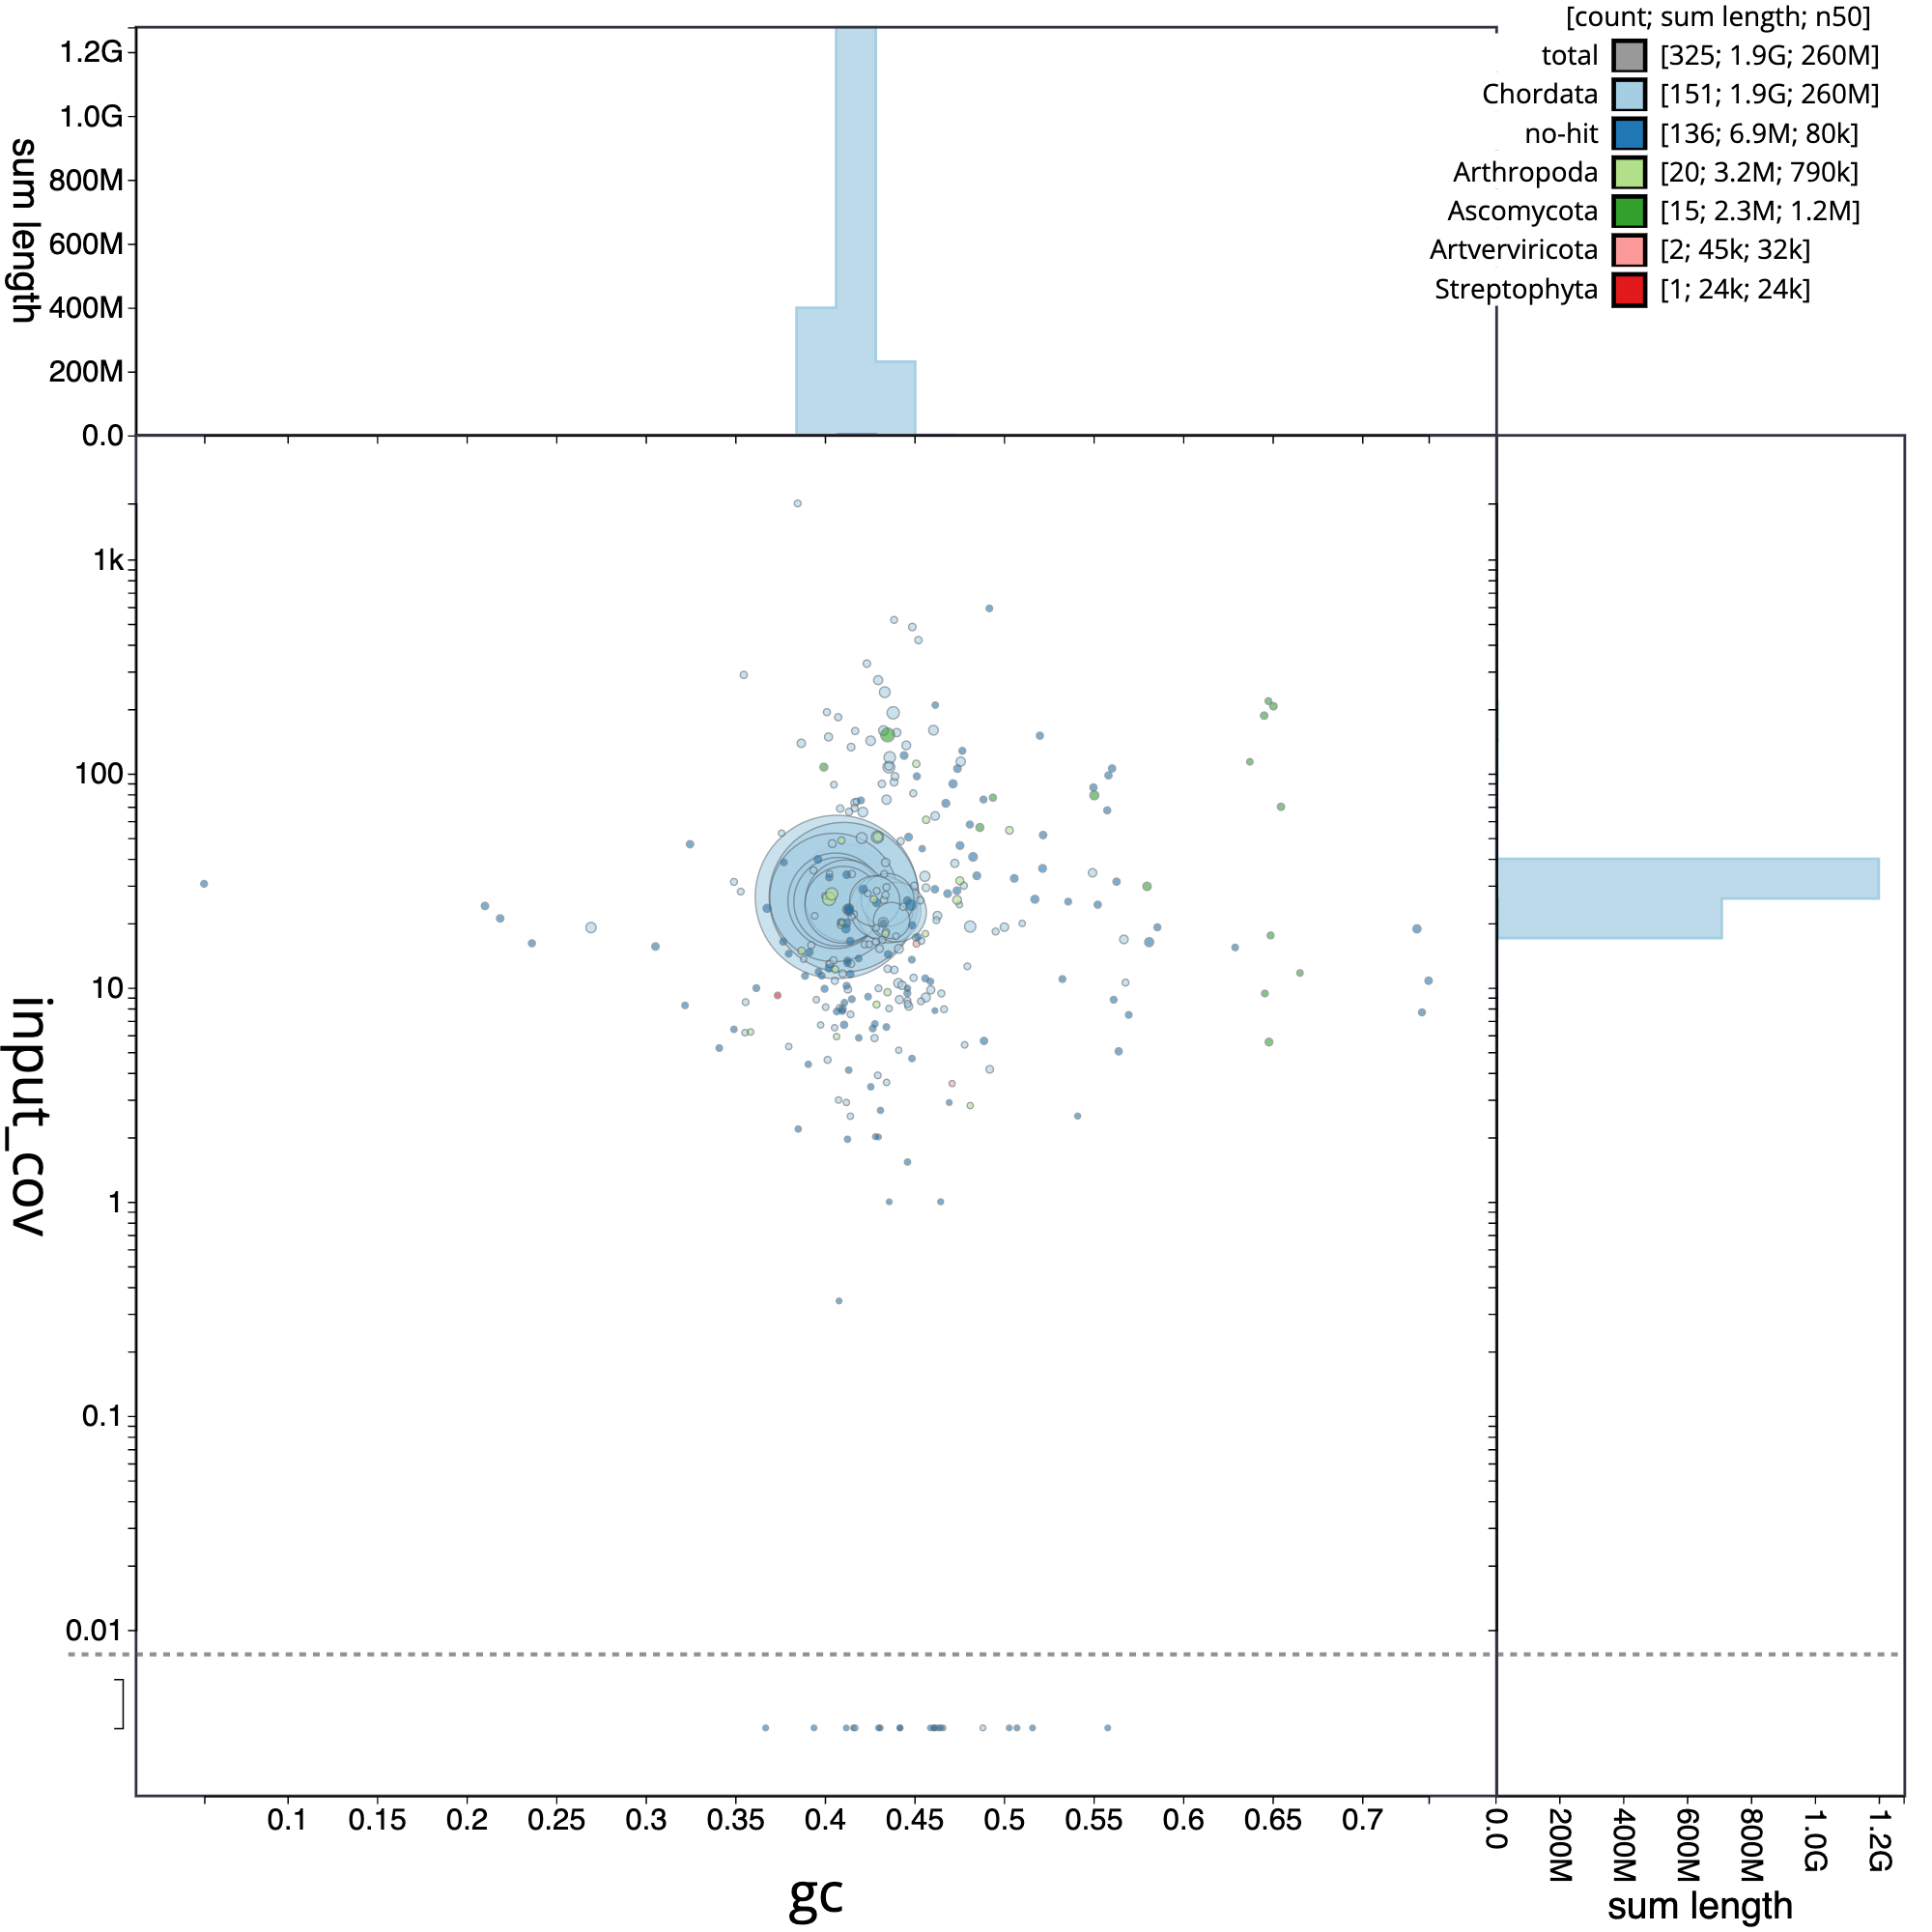 [count; sum length; n50]
total [325; 1.9G; 260M]
Chordata [151; 1.9G; 260M]
no-hit [136; 6.9M; 80k]
Arthropoda [20; 3.2M; 790k]
Ascomycota [15; 2.3M; 1.2M]
Artverviricota [2; 45k; 32k]
Streptophyta [1; 24k; 24k]
sum length
1.2G
1.0G
800M
600M
400M
200M
0.0
input_cov
1k
100
10
1
0.1
0.01
0.1 0.15 0.2 0.25 0.3 0.35 0.4 0.45 0.5 0.55 0.6 0.65 0.7
gc
0.0 200M 400M 600M 800M 1.0G 1.2G
sum length